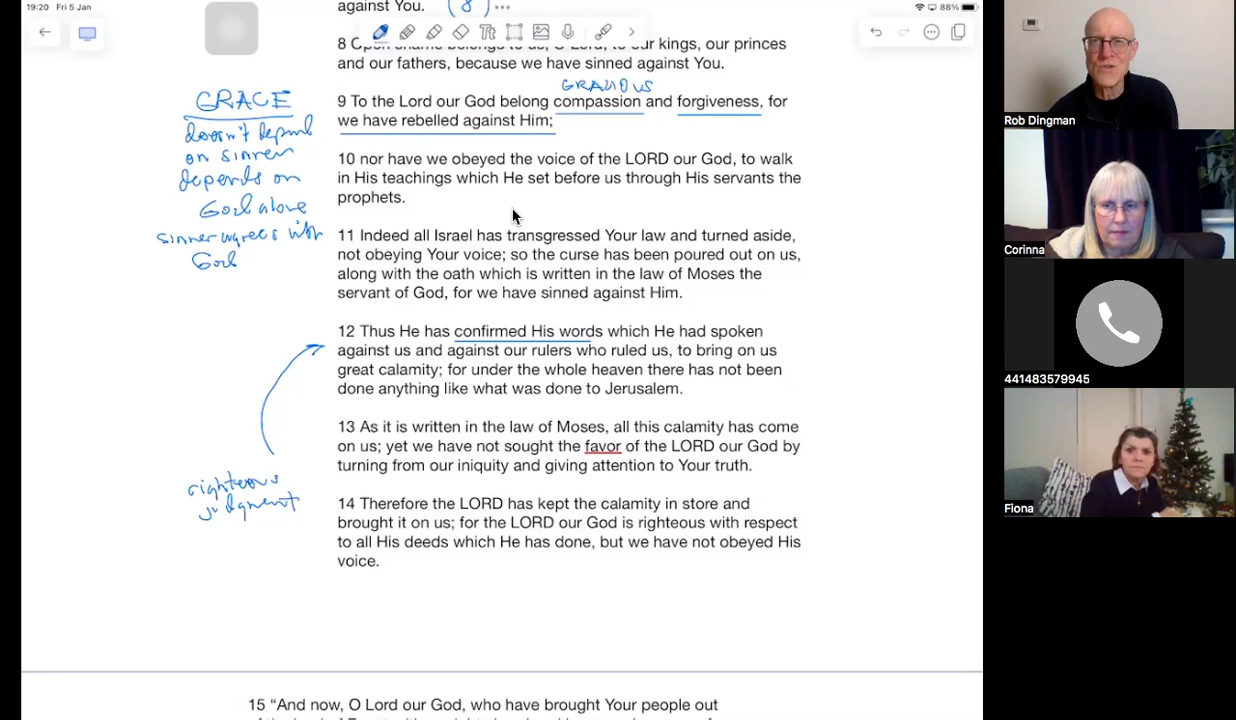 19:20 Fri 5 Jan
88%
against You. (8)
8 Open shame belongs to us, O Lord, to our kings, our princes
and our fathers, because we have sinned against You.
GRACIOUS
9 To the Lord our God belong compassion and forgiveness, for
we have rebelled against Him;
10 nor have we obeyed the voice of the LORD our God, to walk
in His teachings which He set before us through His servants the
prophets.
11 Indeed all Israel has transgressed Your law and turned aside,
not obeying Your voice; so the curse has been poured out on us,
along with the oath which is written in the law of Moses the
servant of God, for we have sinned against Him.
12 Thus He has confirmed His words which He had spoken
against us and against our rulers who ruled us, to bring on us
great calamity; for under the whole heaven there has not been
done anything like what was done to Jerusalem.
13 As it is written in the law of Moses, all this calamity has come
on us; yet we have not sought the favor of the LORD our God by
turning from our iniquity and giving attention to Your truth.
14 Therefore the LORD has kept the calamity in store and
brought it on us; for the LORD our God is righteous with respect
to all His deeds which He has done, but we have not obeyed His
voice.
15 “And now, O Lord our God, who have brought Your people out
GRACE
doesn't depend
on sinner
depends on
God alone
sinner agrees with
God
righteous
judgment
Rob Dingman
Corinna
441483579945
Fiona